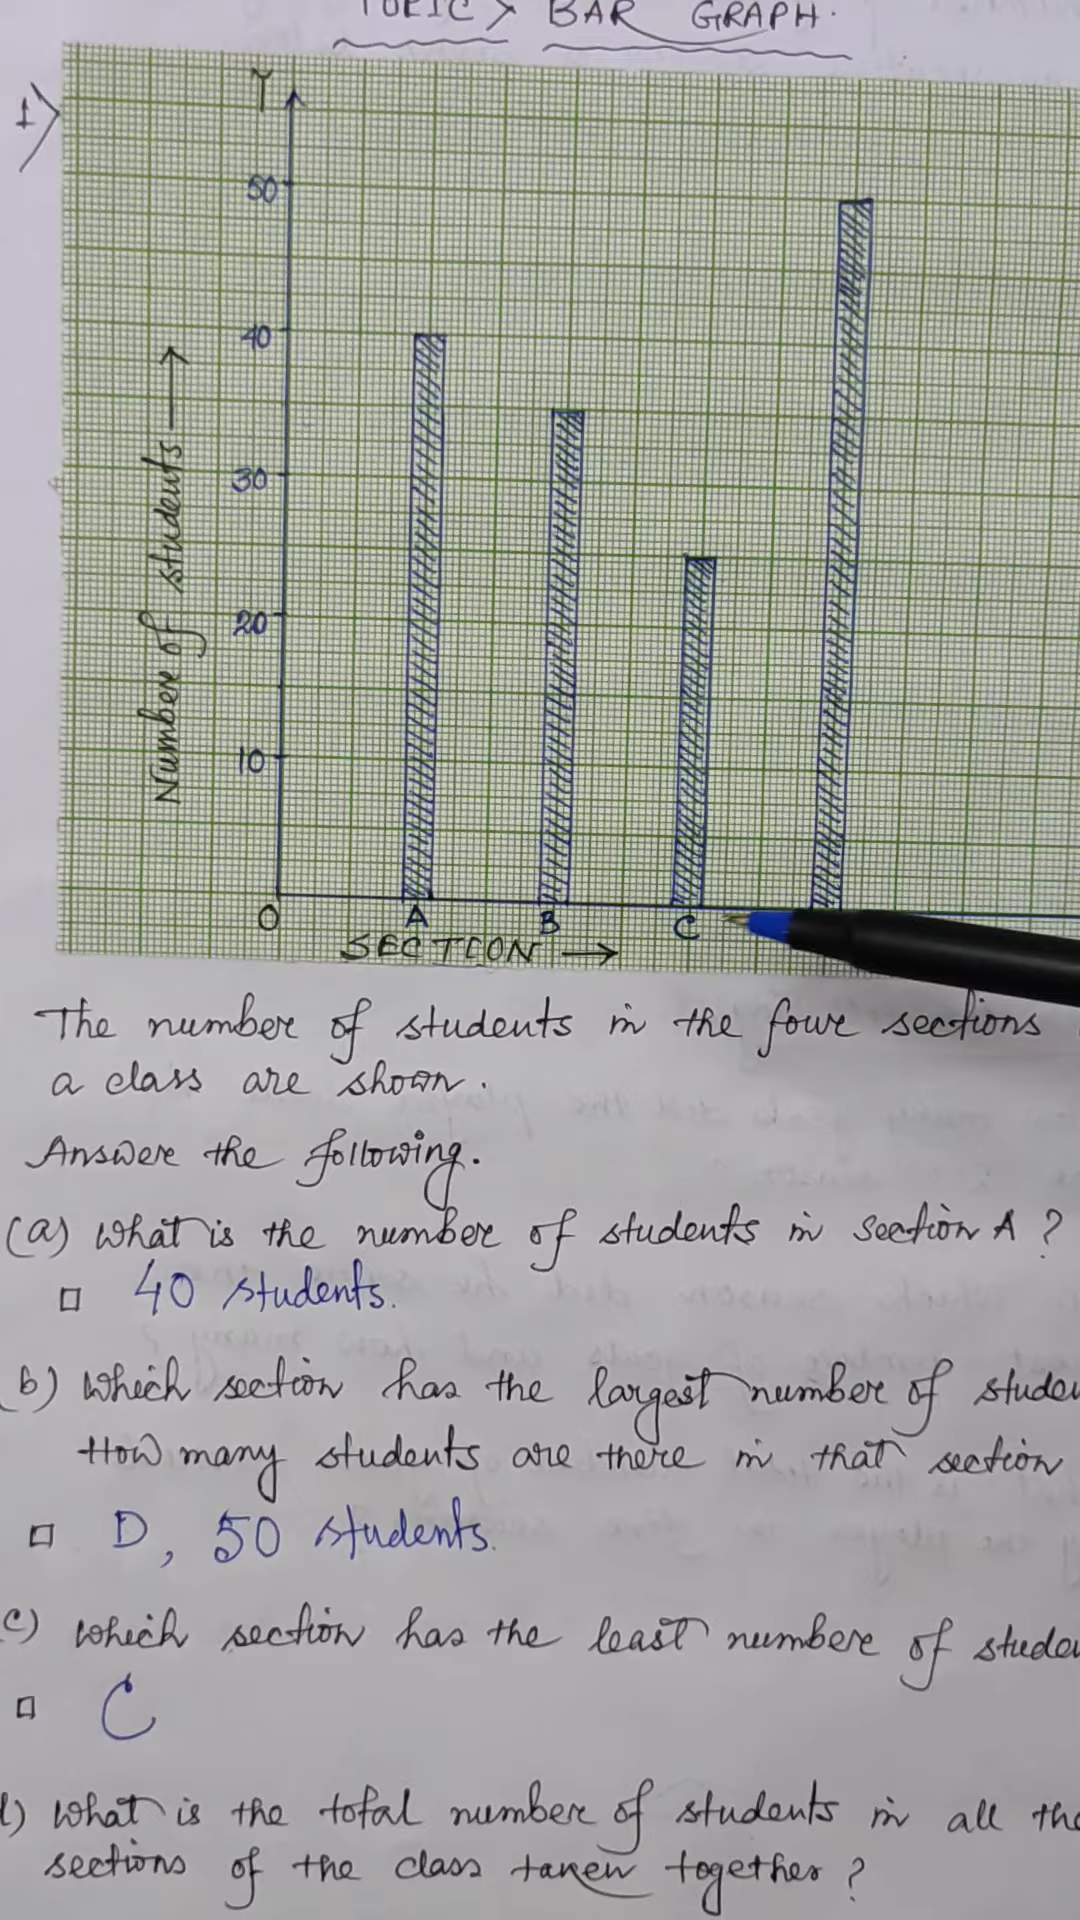 TOPIC > BAR GRAPH.
1)
Y
50
40
30
20
10
O
Number of students →
A B C
SECTION →
The number of students in the four sections
a class are shown.
Answer the following.
(a) What is the number of students in section A ?
40 students.
b) Which section has the largest number of studen
How many students are there in that section
D, 50 students.
c) Which section has the least number of studen
C
d) What is the total number of students in all the
sections of the class taken together ?